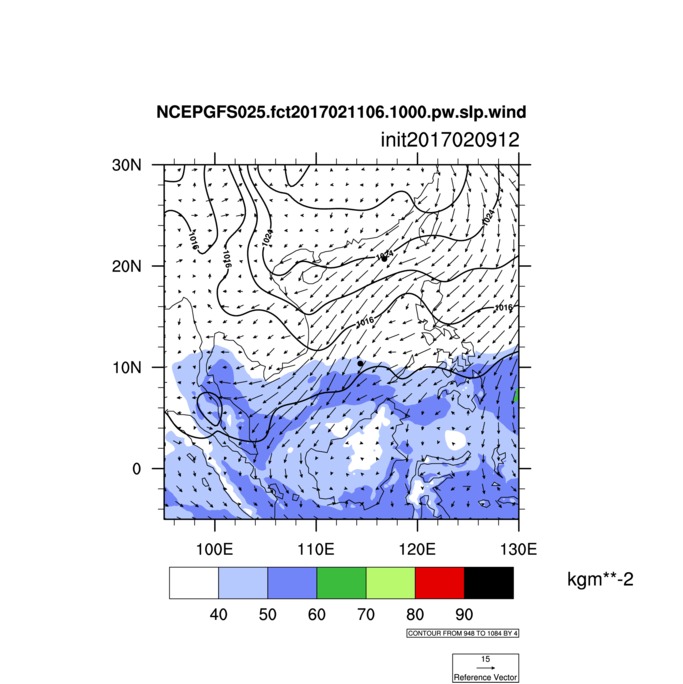 NCEPGFS025.fct2017021106.1000.pw.slp.wind
init2017020912
30N
1024
1016
1016
1024
20N
1024
1016
1016
10N
0
100E 110E 120E 130E
kgm**-2
40 50 60 70 80 90
CONTOUR FROM 948 TO 1084 BY 4
15
Reference Vector